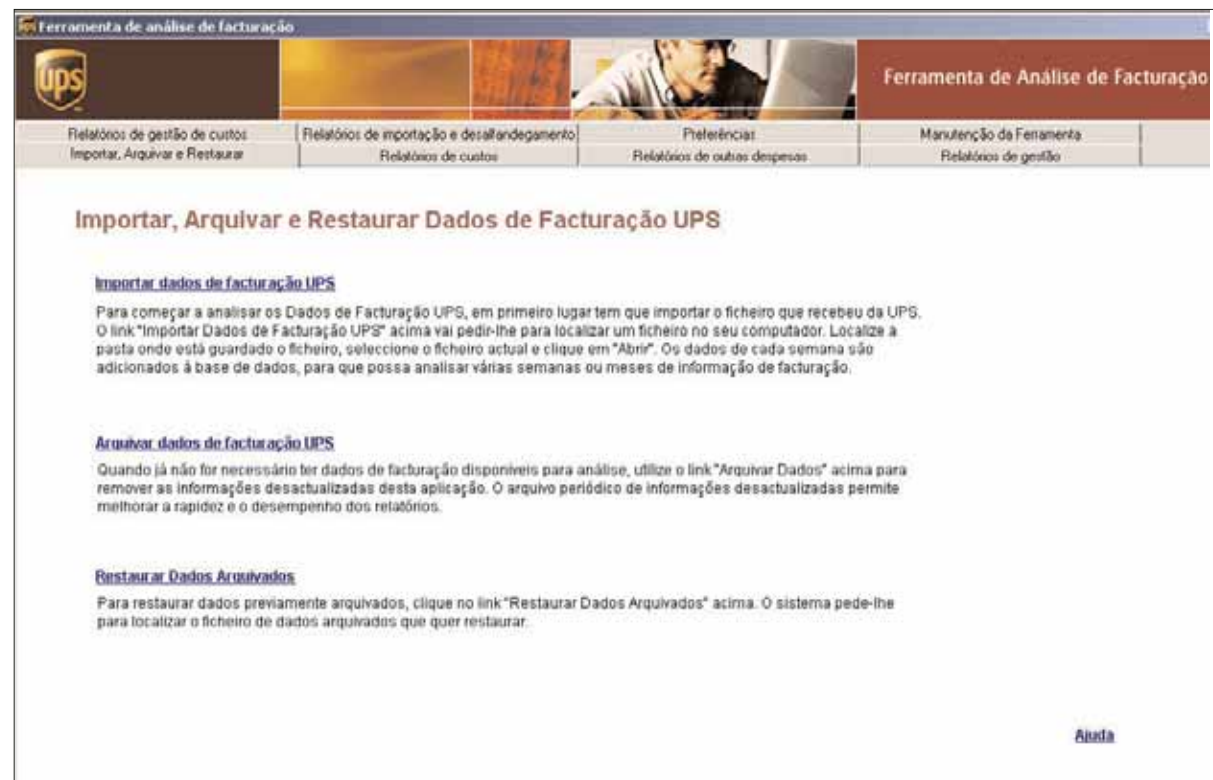 Ferramenta de análise de facturação
ups
Ferramenta de Análise de Facturação
Relatórios de gestão de custos
Relatórios de importação e desalfandegamento
Preferências
Manutenção da Ferramenta
Importar, Arquivar e Restaurar
Relatórios de custos
Relatórios de outras despesas
Relatórios de gestão
Importar, Arquivar e Restaurar Dados de Facturação UPS
Importar dados de facturação UPS
Para começar a analisar os Dados de Facturação UPS, em primeiro lugar tem que importar o ficheiro que recebeu da UPS.
O link "Importar Dados de Facturação UPS" acima vai pedir-lhe para localizar um ficheiro no seu computador. Localize a
pasta onde está guardado o ficheiro, seleccione o ficheiro actual e clique em "Abrir". Os dados de cada semana são
adicionados à base de dados, para que possa analisar várias semanas ou meses de informação de facturação.
Arquivar dados de facturação UPS
Quando já não for necessário ter dados de facturação disponíveis para análise, utilize o link "Arquivar Dados" acima para
remover as informações desactualizadas desta aplicação. O arquivo periódico de informações desactualizadas permite
melhorar a rapidez e o desempenho dos relatórios.
Restaurar Dados Arquivados
Para restaurar dados previamente arquivados, clique no link "Restaurar Dados Arquivados" acima. O sistema pede-lhe
para localizar o ficheiro de dados arquivados que quer restaurar.
Ajuda